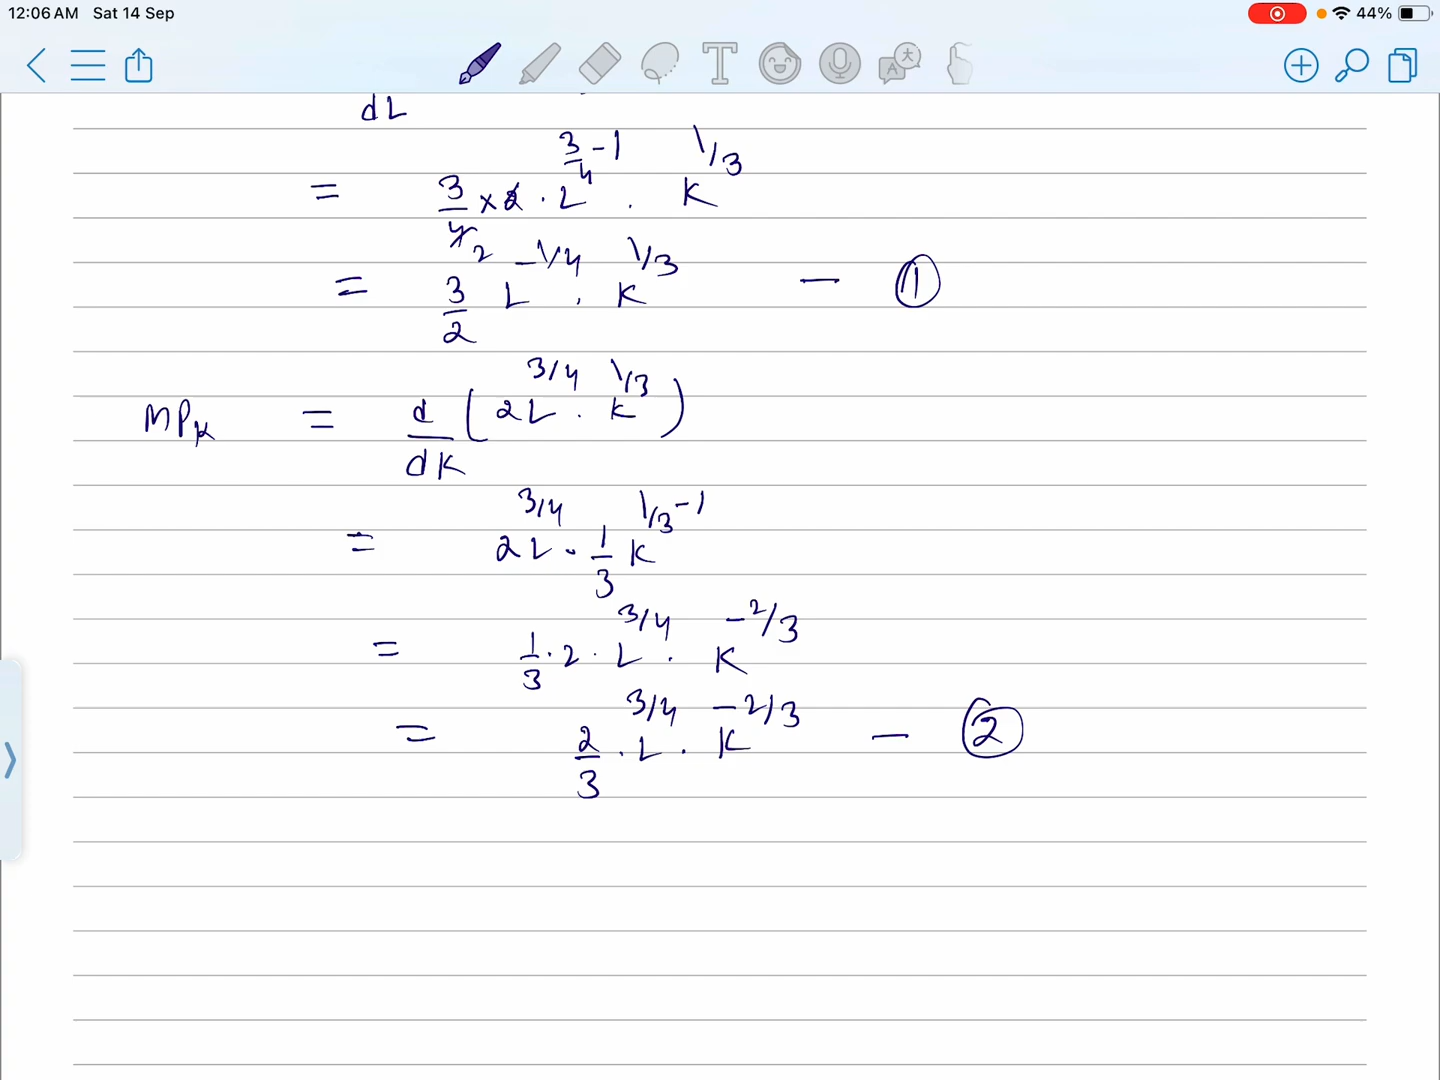 12:06 AM Sat 14 Sep 44%
dL
= 3/4 × 2 · L^(3/4 - 1) · K^(1/3)
2
= 3/2 L^(-1/4) · K^(1/3) — ①
MP_K = d/dK (2L^(3/4) · K^(1/3))
= 2L^(3/4) · 1/3 K^(1/3 - 1)
= 1/3 · 2 · L^(3/4) · K^(-2/3)
= 2/3 · L^(3/4) · K^(-2/3) — ②